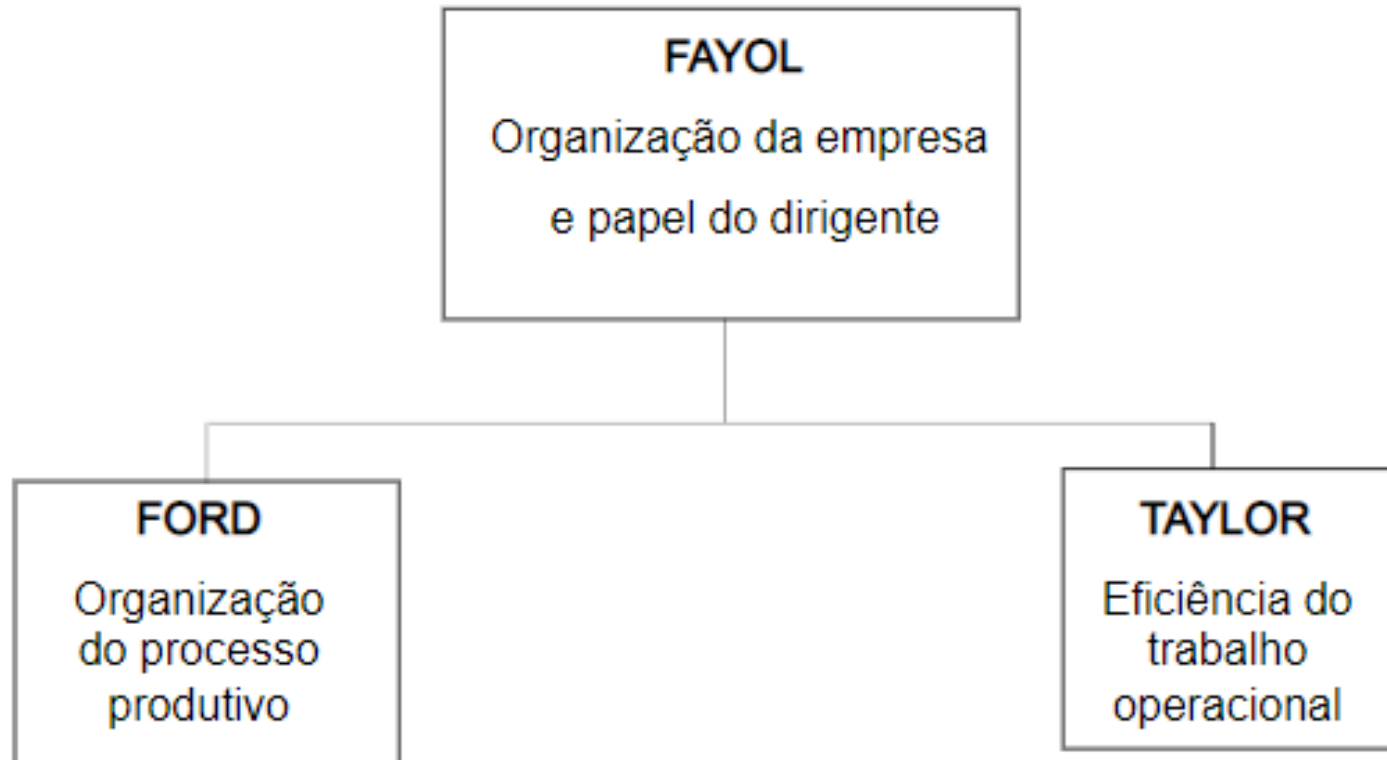 FAYOL
Organização da empresa
e papel do dirigente
FORD
Organização
do processo
produtivo
TAYLOR
Eficiência do
trabalho
operacional